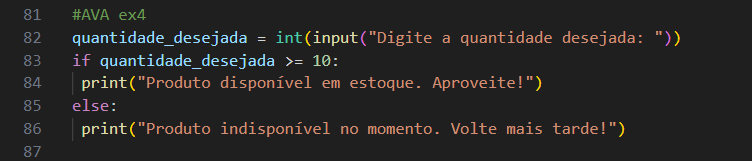 81 #AVA ex4
82 quantidade_desejada = int(input("Digite a quantidade desejada: "))
83 if quantidade_desejada >= 10:
84  print("Produto disponível em estoque. Aproveite!")
85 else:
86  print("Produto indisponível no momento. Volte mais tarde!")
87